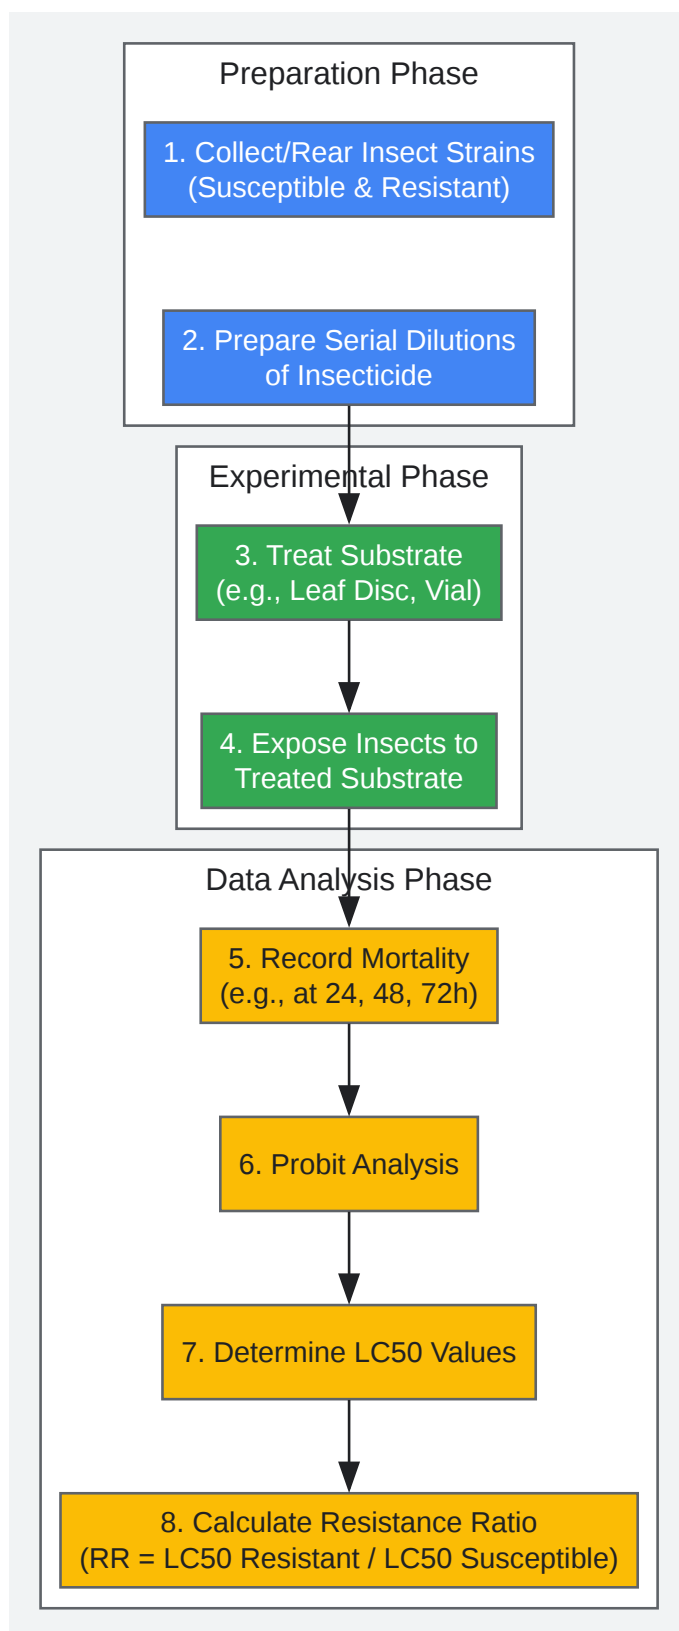 Preparation Phase
1. Collect/Rear Insect Strains
(Susceptible & Resistant)
2. Prepare Serial Dilutions
of Insecticide
Experimental Phase
3. Treat Substrate
(e.g., Leaf Disc, Vial)
4. Expose Insects to
Treated Substrate
Data Analysis Phase
5. Record Mortality
(e.g., at 24, 48, 72h)
6. Probit Analysis
7. Determine LC50 Values
8. Calculate Resistance Ratio
(RR = LC50 Resistant / LC50 Susceptible)